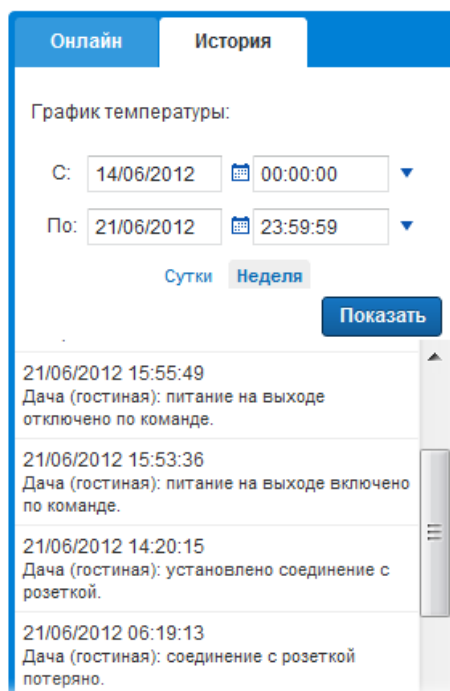 Онлайн История
График температуры:
С: 14/06/2012 00:00:00
По: 21/06/2012 23:59:59
Сутки Неделя
Показать
21/06/2012 15:55:49
Дача (гостиная): питание на выходе
отключено по команде.
21/06/2012 15:53:36
Дача (гостиная): питание на выходе включено
по команде.
21/06/2012 14:20:15
Дача (гостиная): установлено соединение с
розеткой.
21/06/2012 06:19:13
Дача (гостиная): соединение с розеткой
потеряно.